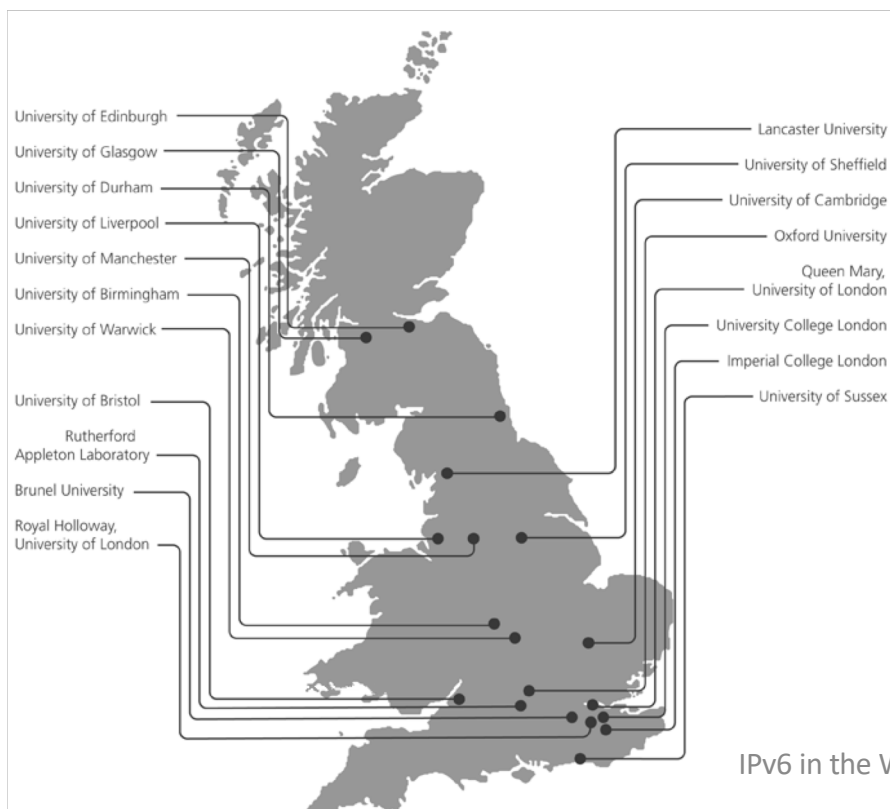 University of Edinburgh
University of Glasgow
University of Durham
University of Liverpool
University of Manchester
University of Birmingham
University of Warwick
University of Bristol
Rutherford
Appleton Laboratory
Brunel University
Royal Holloway,
University of London
Lancaster University
University of Sheffield
University of Cambridge
Oxford University
Queen Mary,
University of London
University College London
Imperial College London
University of Sussex
IPv6 in the